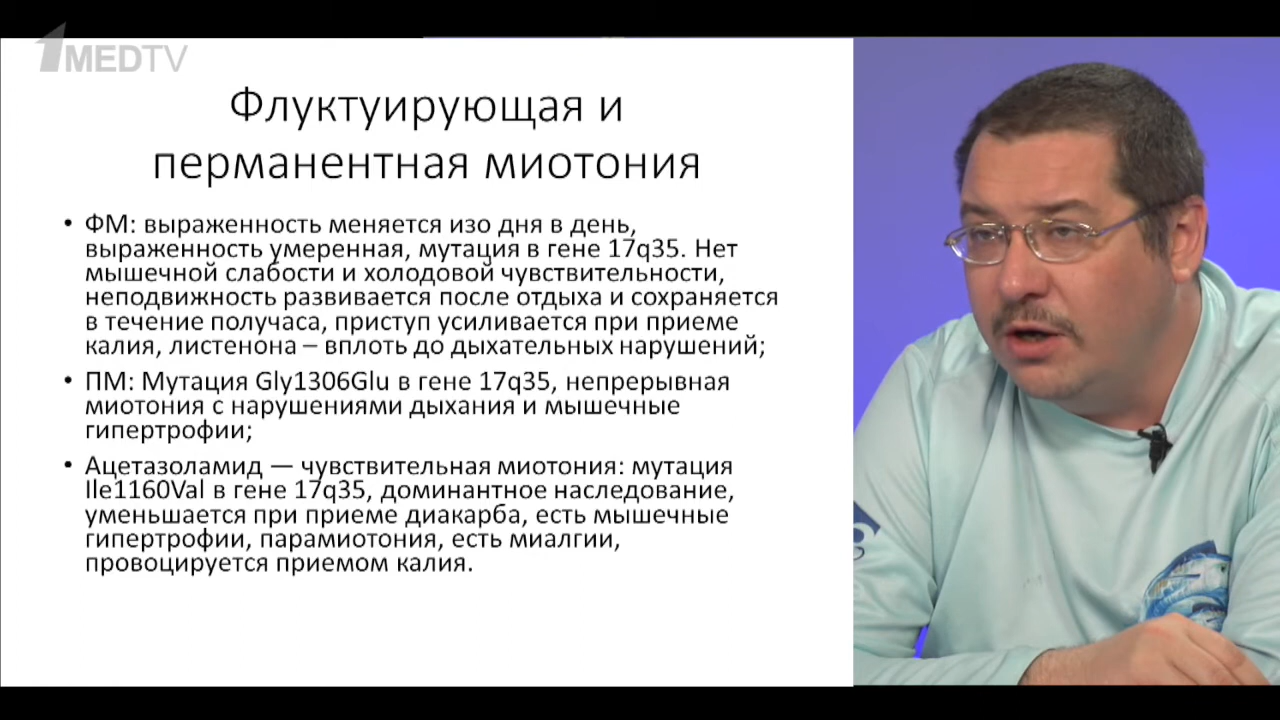 1MEDTV
Флуктуирующая и
перманентная миотония
• ФМ: выраженность меняется изо дня в день,
выраженность умеренная, мутация в гене 17q35. Нет
мышечной слабости и холодовой чувствительности,
неподвижность развивается после отдыха и сохраняется
в течение получаса, приступ усиливается при приеме
калия, листенона – вплоть до дыхательных нарушений;
• ПМ: Мутация Gly1306Glu в гене 17q35, непрерывная
миотония с нарушениями дыхания и мышечные
гипертрофии;
• Ацетазоламид — чувствительная миотония: мутация
Ile1160Val в гене 17q35, доминантное наследование,
уменьшается при приеме диакарба, есть мышечные
гипертрофии, парамиотония, есть миалгии,
провоцируется приемом калия.